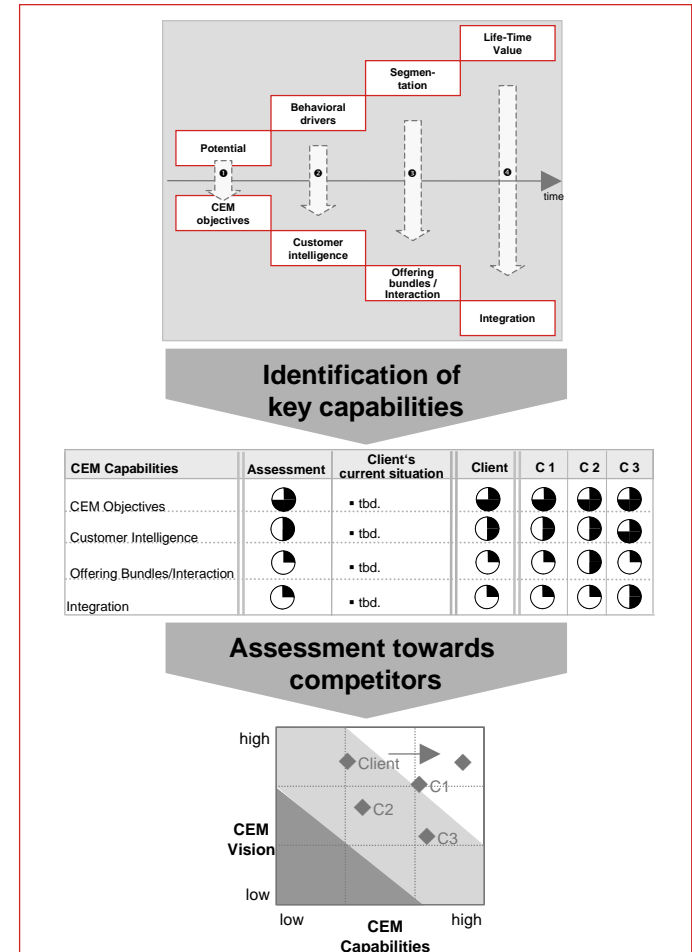 Life-Time
Value
Segmen-
tation
Behavioral
drivers
Potential
❶ ❷ ❸ ❹
time
CEM
objectives
Customer
intelligence
Offering
bundles /
Interaction
Integration
Identification of
key capabilities
CEM Capabilities Assessment Client's current situation Client C 1 C 2 C 3
CEM Objectives ▪ tbd.
Customer Intelligence ▪ tbd.
Offering Bundles/Interaction ▪ tbd.
Integration ▪ tbd.
Assessment towards
competitors
high
Client
C1
C2
CEM
Vision
C3
low
low high
CEM
Capabilities